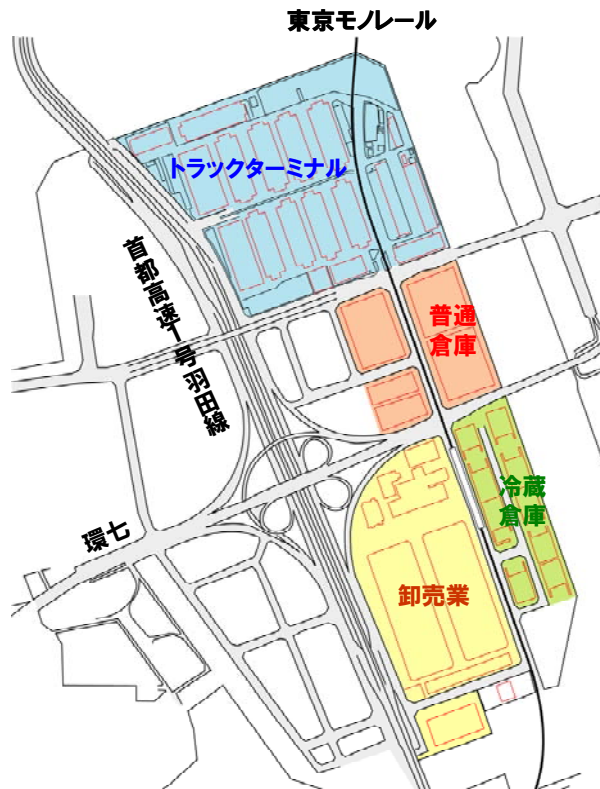 東京モノレール
トラックターミナル
首都高速1号羽田線
普通
倉庫
冷蔵
倉庫
環七
卸売業